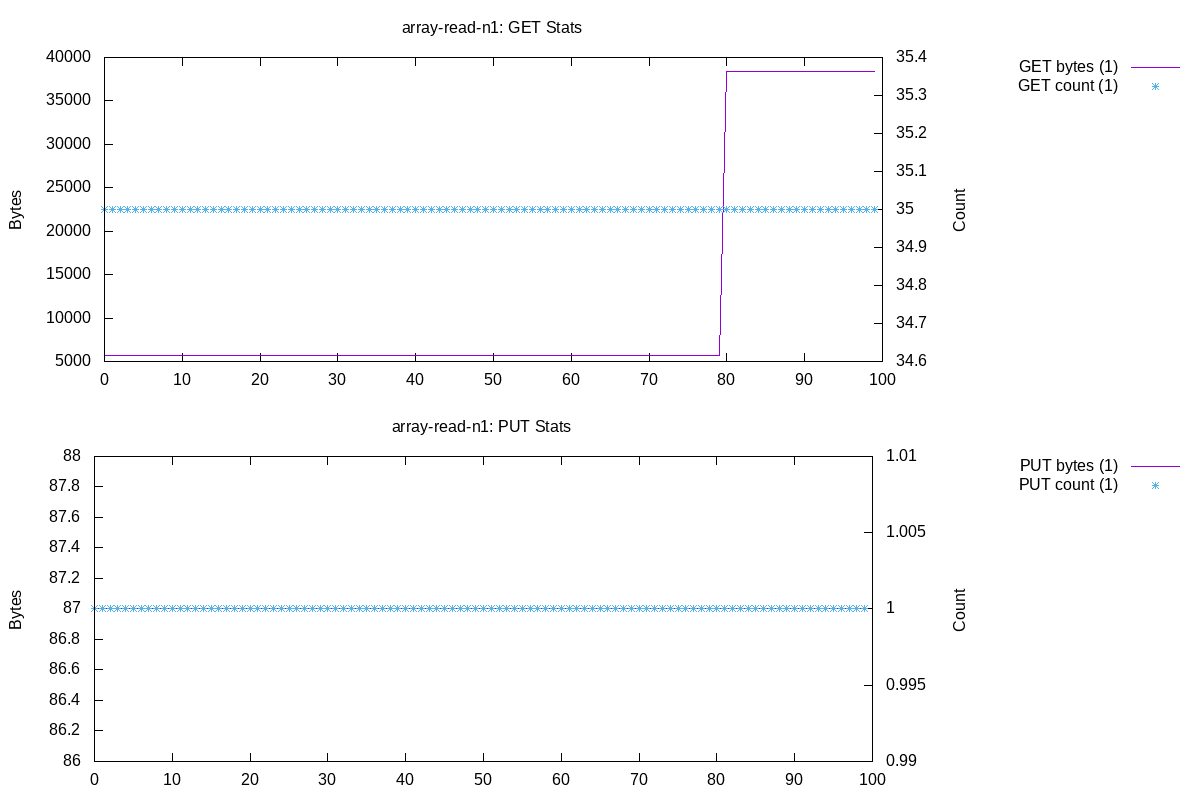 array-read-n1: GET Stats
40000
35000
30000
25000
20000
15000
10000
5000
Bytes
35.4
35.3
35.2
35.1
35
34.9
34.8
34.7
34.6
Count
0 10 20 30 40 50 60 70 80 90 100
GET bytes (1)
GET count (1)
array-read-n1: PUT Stats
88
87.8
87.6
87.4
87.2
87
86.8
86.6
86.4
86.2
86
Bytes
1.01
1.005
1
0.995
0.99
Count
0 10 20 30 40 50 60 70 80 90 100
PUT bytes (1)
PUT count (1)